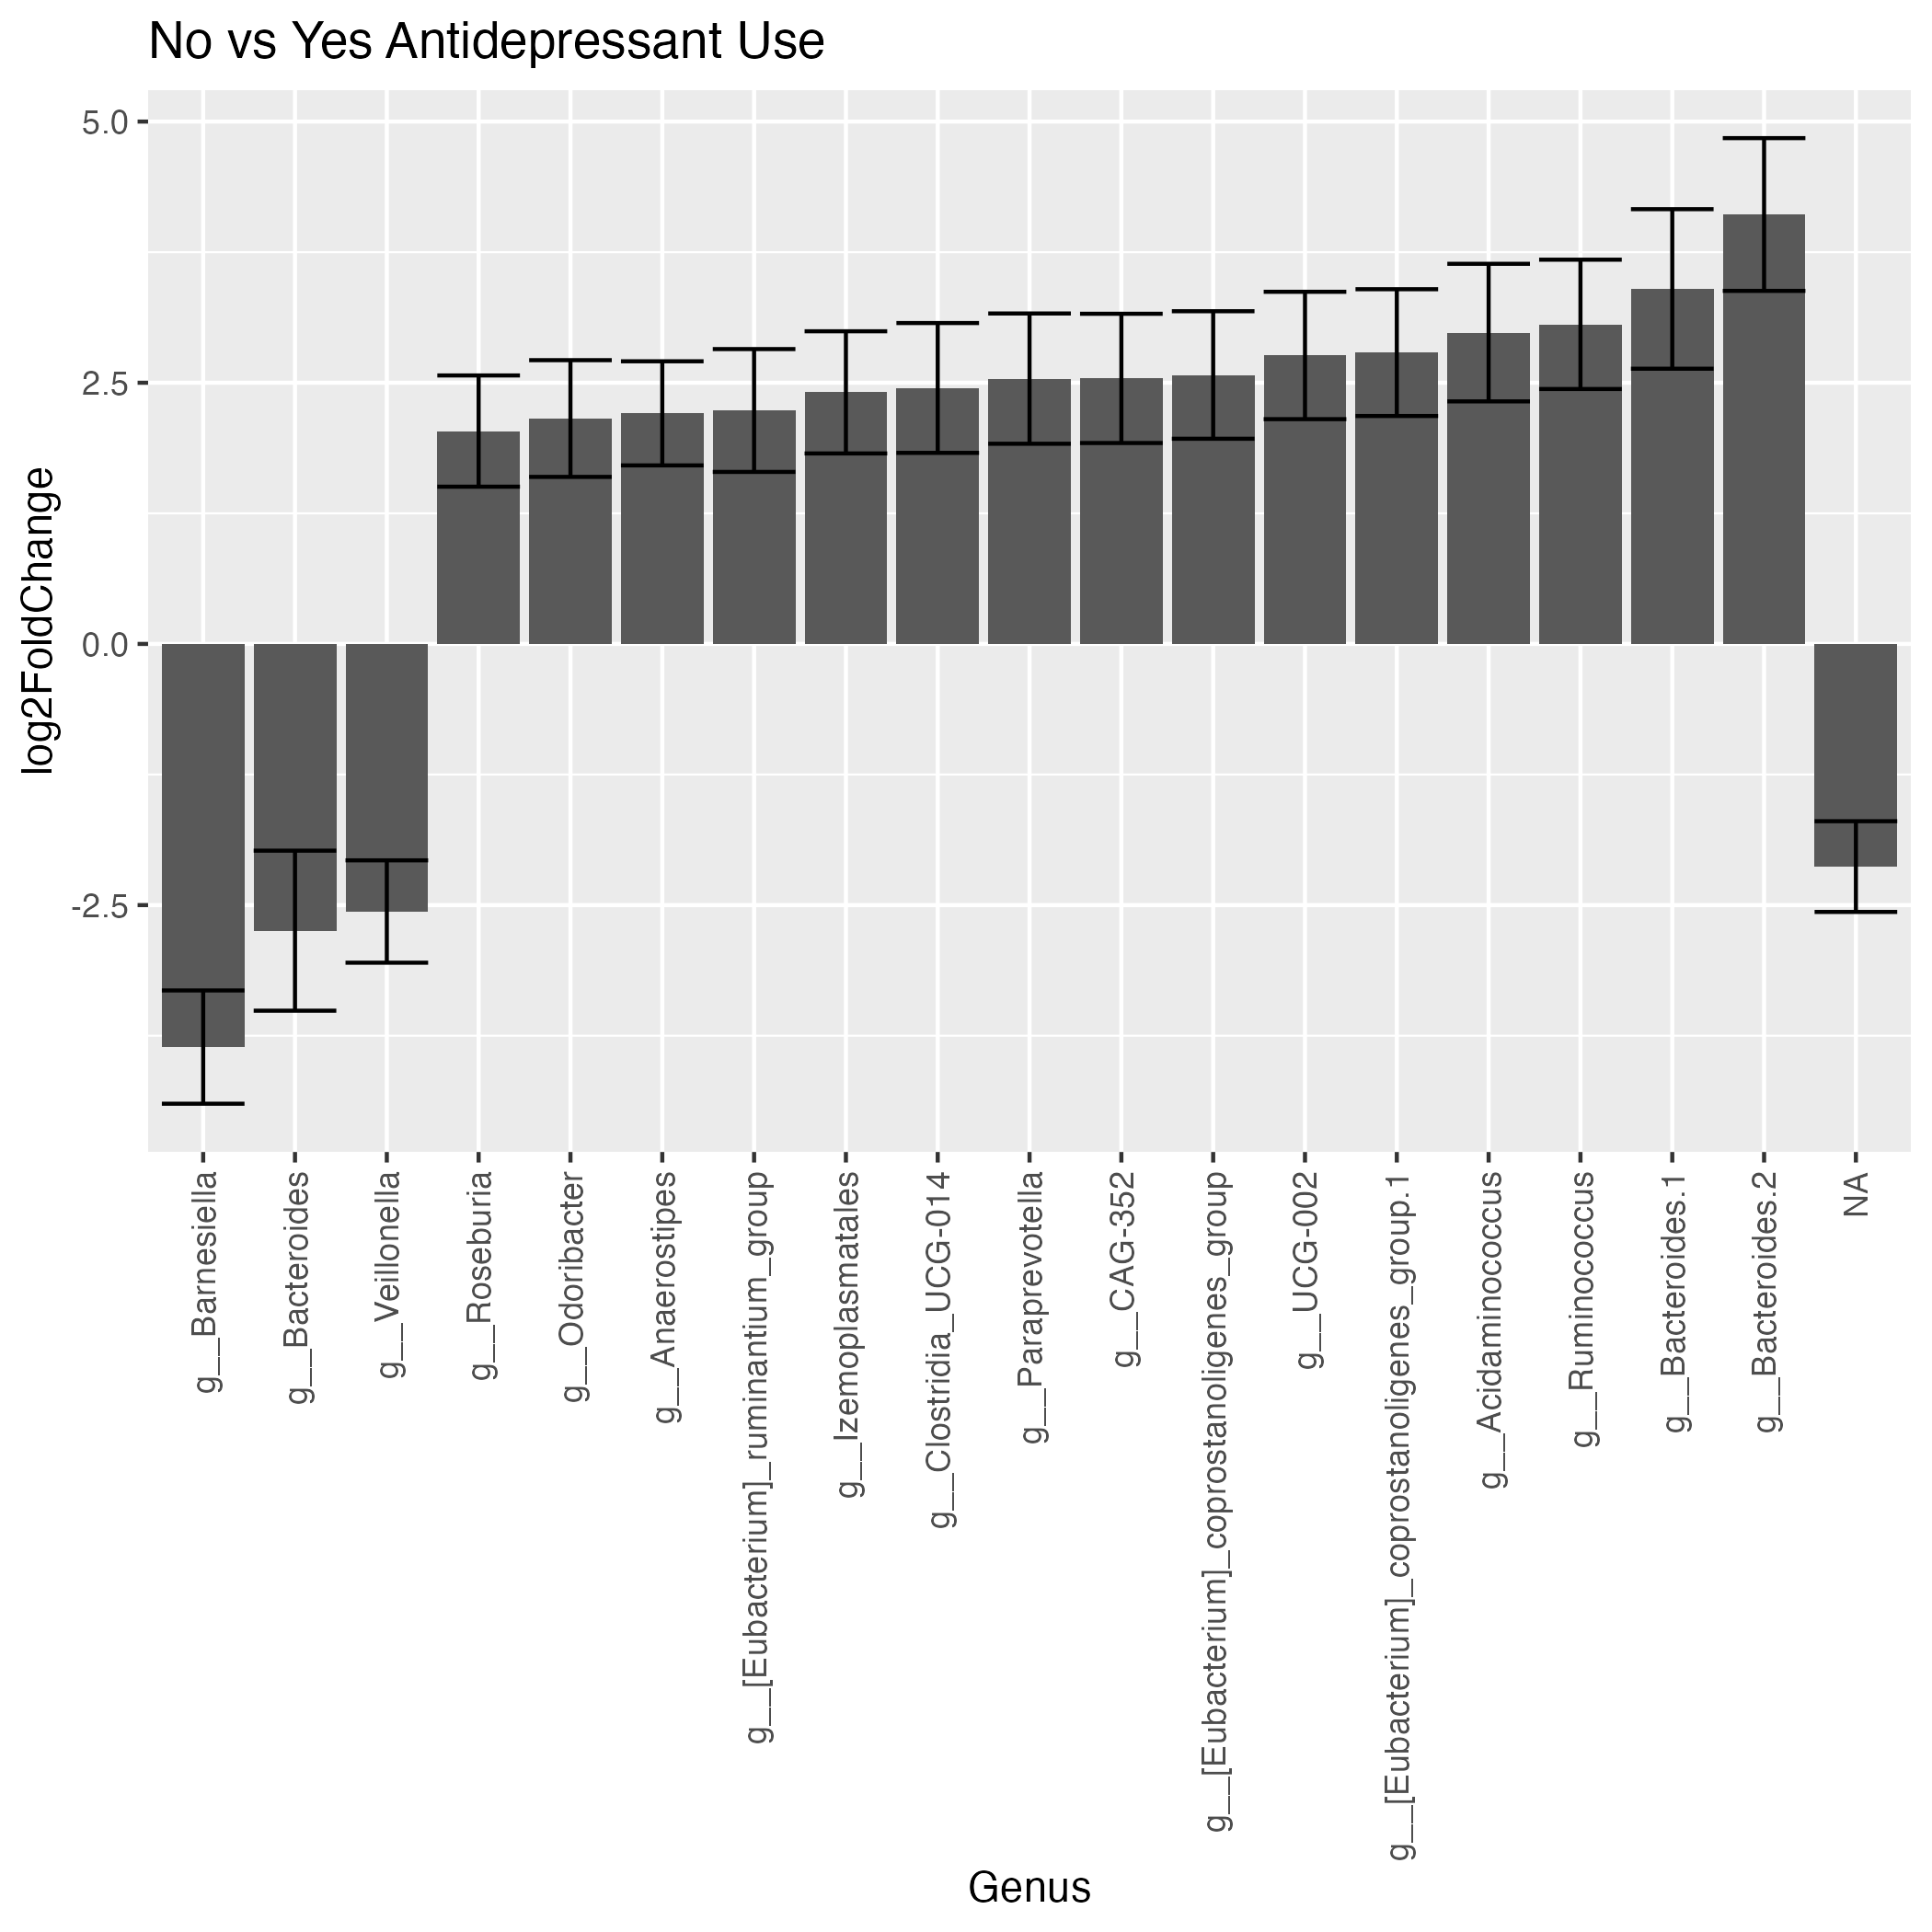 No vs Yes Antidepressant Use
5.0
2.5
0.0
-2.5
log2FoldChange
g__Barnesiella
g__Bacteroides
g__Veillonella
g__Roseburia
g__Odoribacter
g__Anaerostipes
g__[Eubacterium]_ruminantium_group
g__Izemoplasmatales
g__Clostridia_UCG-014
g__Paraprevotella
g__CAG-352
g__[Eubacterium]_coprostanoligenes_group
g__UCG-002
g__[Eubacterium]_coprostanoligenes_group.1
g__Acidaminococcus
g__Ruminococcus
g__Bacteroides.1
g__Bacteroides.2
NA
Genus